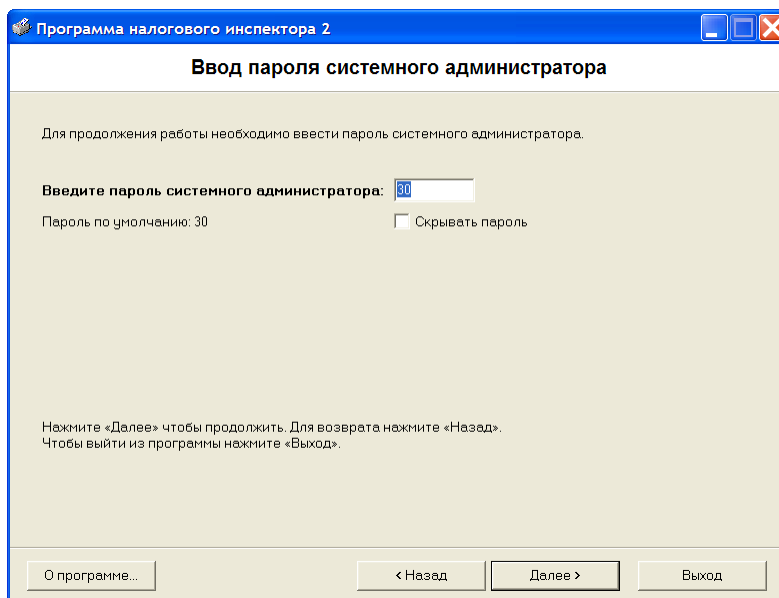 Программа налогового инспектора 2
Ввод пароля системного администратора
Для продолжения работы необходимо ввести пароль системного администратора.
Введите пароль системного администратора: 30
Пароль по умолчанию: 30 Скрывать пароль
Нажмите «Далее» чтобы продолжить. Для возврата нажмите «Назад».
Чтобы выйти из программы нажмите «Выход».
О программе... < Назад Далее > Выход